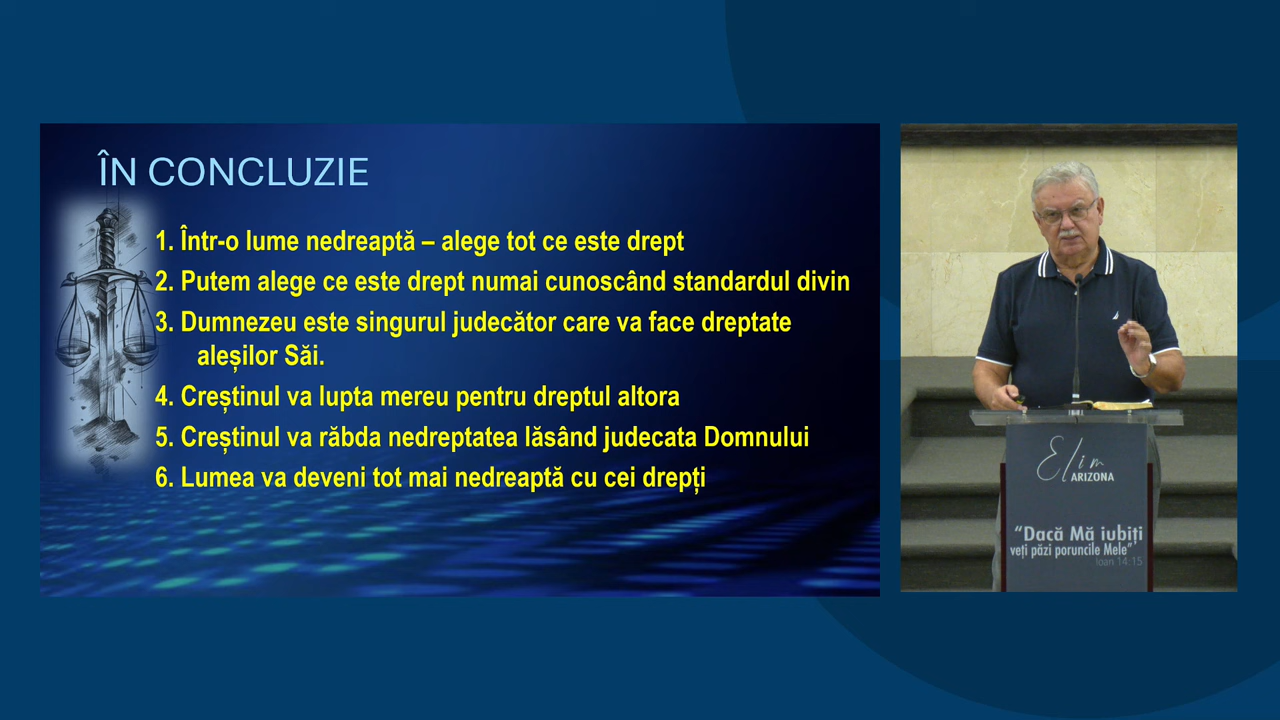 ÎN CONCLUZIE
1. Într-o lume nedreaptă – alege tot ce este drept
2. Putem alege ce este drept numai cunoscând standardul divin
3. Dumnezeu este singurul judecător care va face dreptate
aleșilor Săi.
4. Creștinul va lupta mereu pentru dreptul altora
5. Creștinul va răbda nedreptatea lăsând judecata Domnului
6. Lumea va deveni tot mai nedreaptă cu cei drepți
Elim
ARIZONA
“Dacă Mă iubiți
veți păzi poruncile Mele”
Ioan 14:15